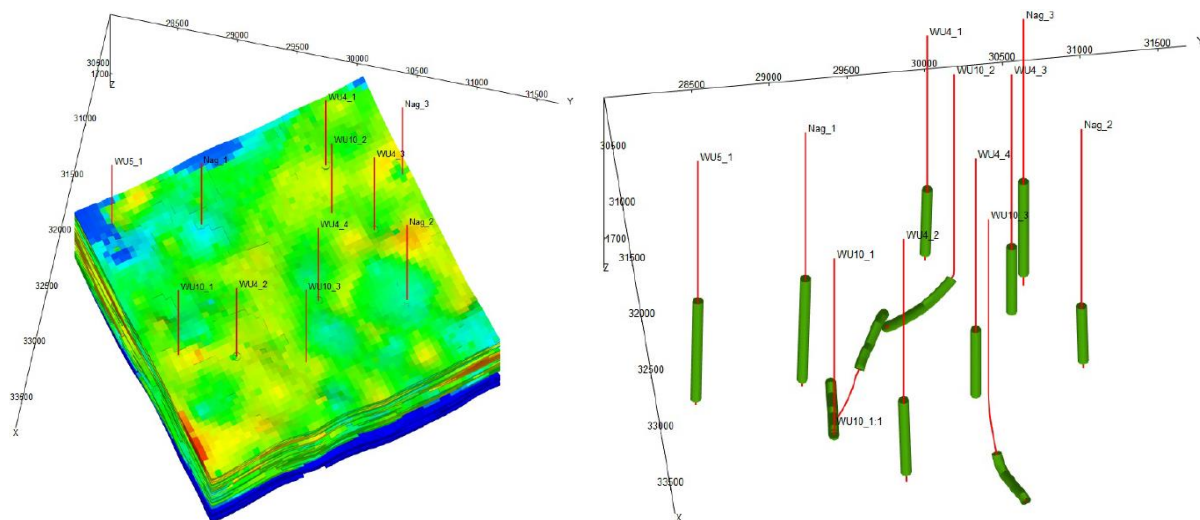 28500
29000
29500
30000
30500
31000
31500
Y
30500
1700
Z
31000
31500
32000
32500
33000
33500
X
WU4_1
Nag_3
WU10_2
WU4_3
WU5_1
Nag_1
WU4_4
Nag_2
WU10_1
WU4_2
WU10_3
Nag_3
WU4_1
28500
29000
29500
30000
30500
31000
31500
Y
WU10_2
WU4_3
Nag_1
Nag_2
30500
WU5_1
WU4_4
31000
WU10_3
1700
Z
WU4_2
31500
WU10_1
32000
32500
33000
WU10_1:1
33500
X